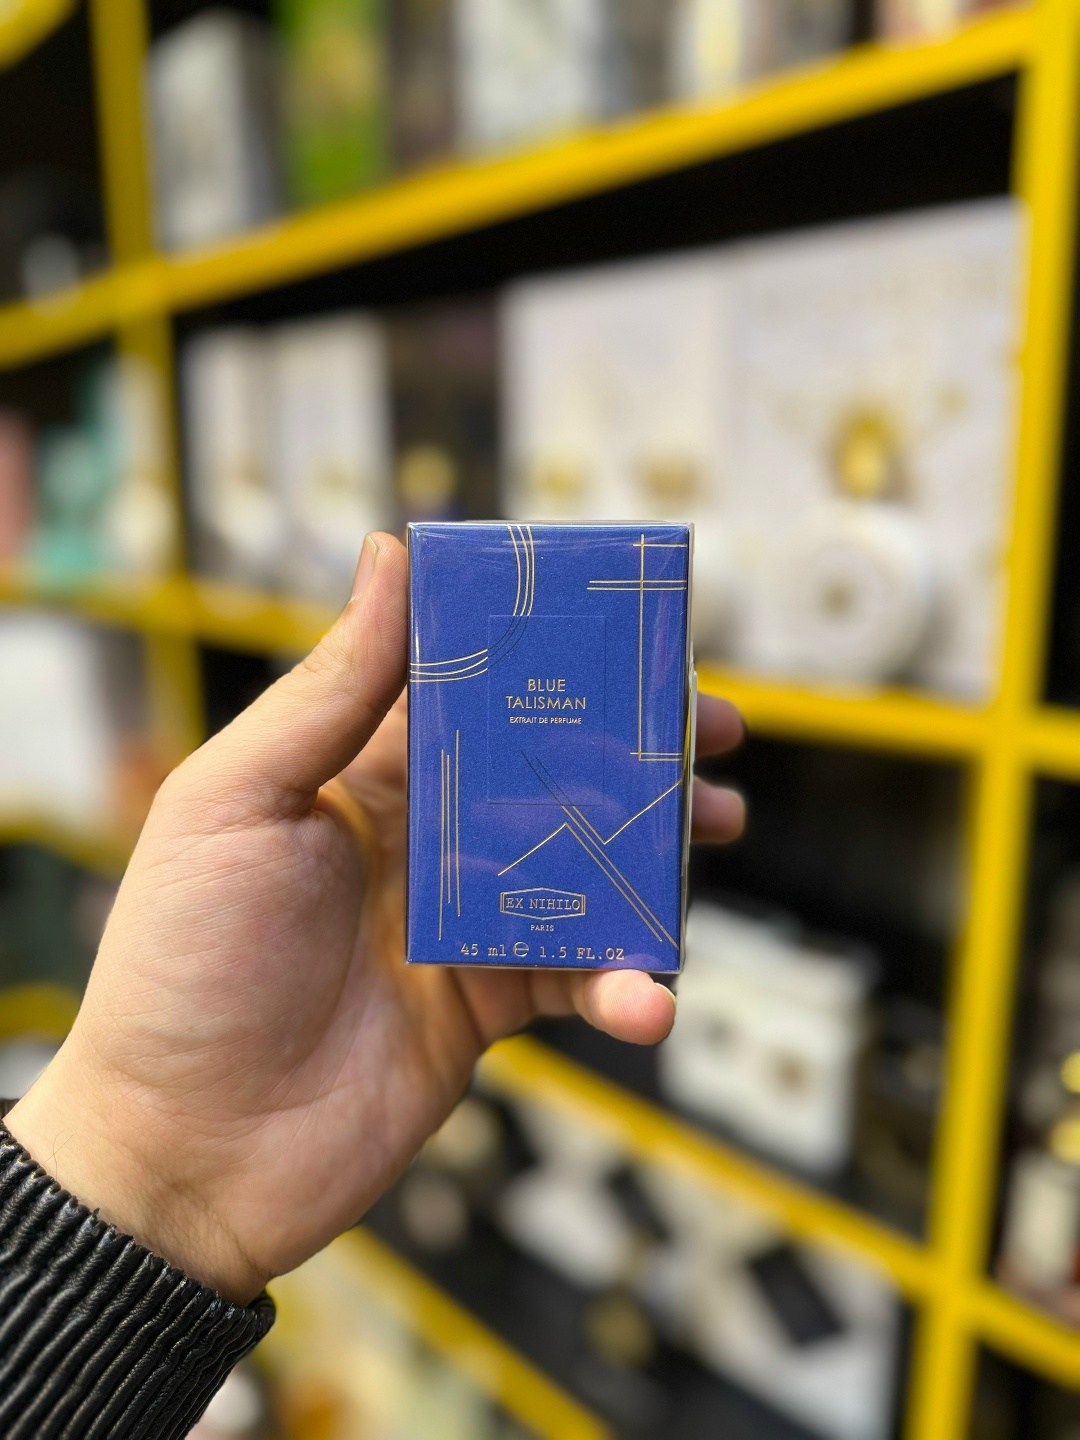 BLUE
TALISMAN
EXTRAIT DE PERFUME
EX NIHILO
PARIS
45 ml e 1.5 FL.OZ